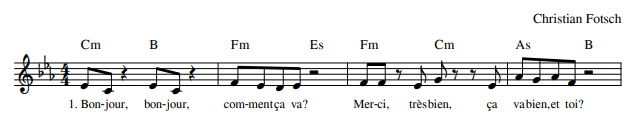 Christian Fotsch
Cm B Fm Es Fm Cm As B
1. Bon-jour, bon-jour, com-ment ça va? Mer-ci, très bien, ça va bien, et toi?